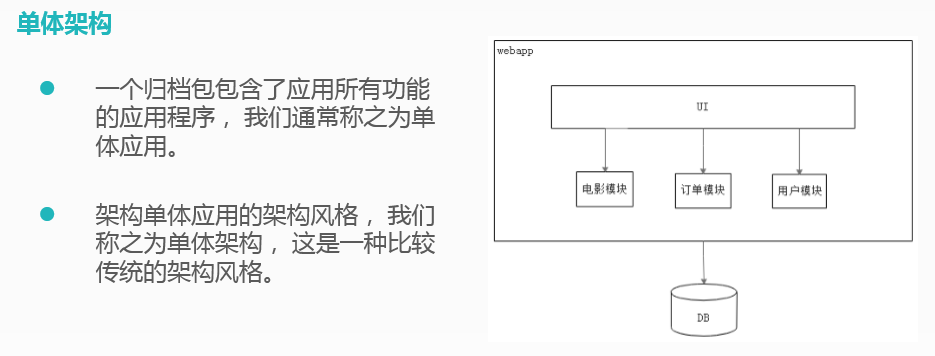 单体架构
一个归档包包含了应用所有功能
的应用程序，我们通常称之为单
体应用。
架构单体应用的架构风格，我们
称之为单体架构，这是一种比较
传统的架构风格。
webapp
UI
电影模块
订单模块
用户模块
DB